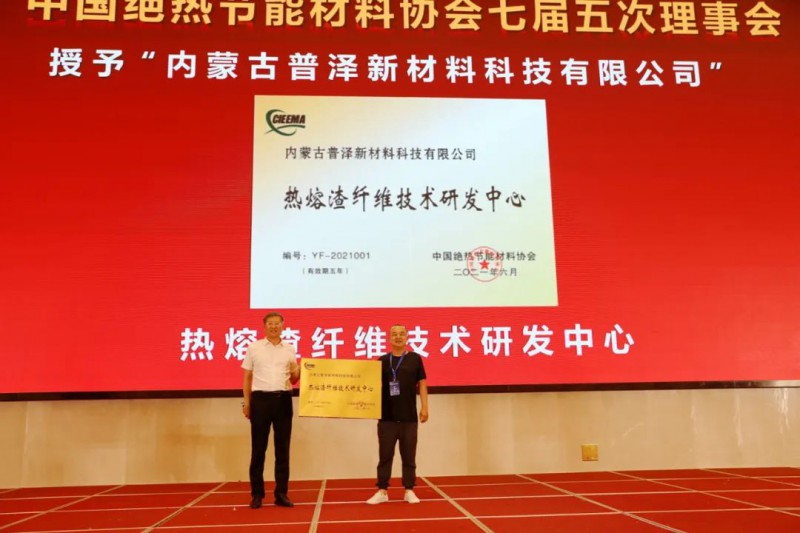 中国绝热节能材料协会七届五次理事会
授予“内蒙古普泽新材料科技有限公司”
CIEEMA
内蒙古普泽新材料科技有限公司
热熔渣纤维技术研发中心
编号：YF-2021001
中国绝热节能材料协会
（有效期五年）
二〇二一年六月
热熔渣纤维技术研发中心
热熔渣纤维技术研发中心